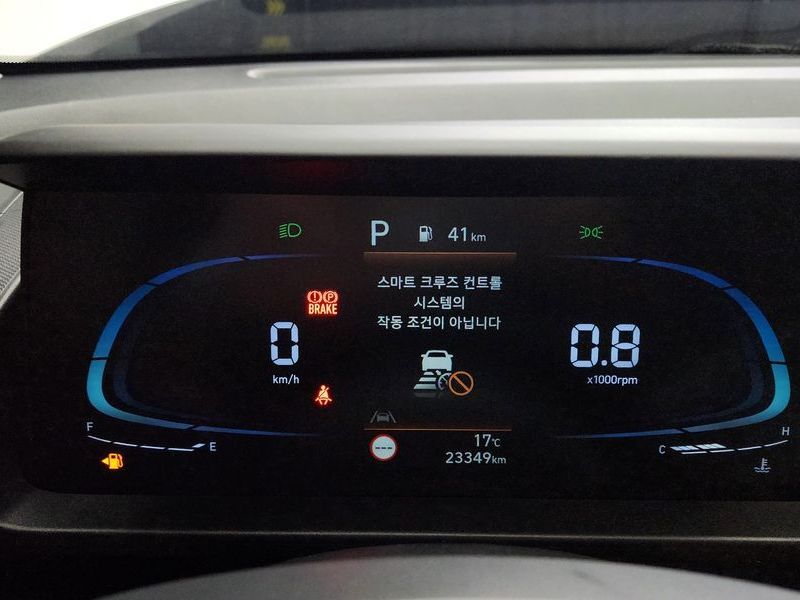 P 41 km
스마트 크루즈 컨트롤
시스템의
작동 조건이 아닙니다
BRAKE
0
km/h
0.8
x1000rpm
F
E
C
H
---
17℃
23349km